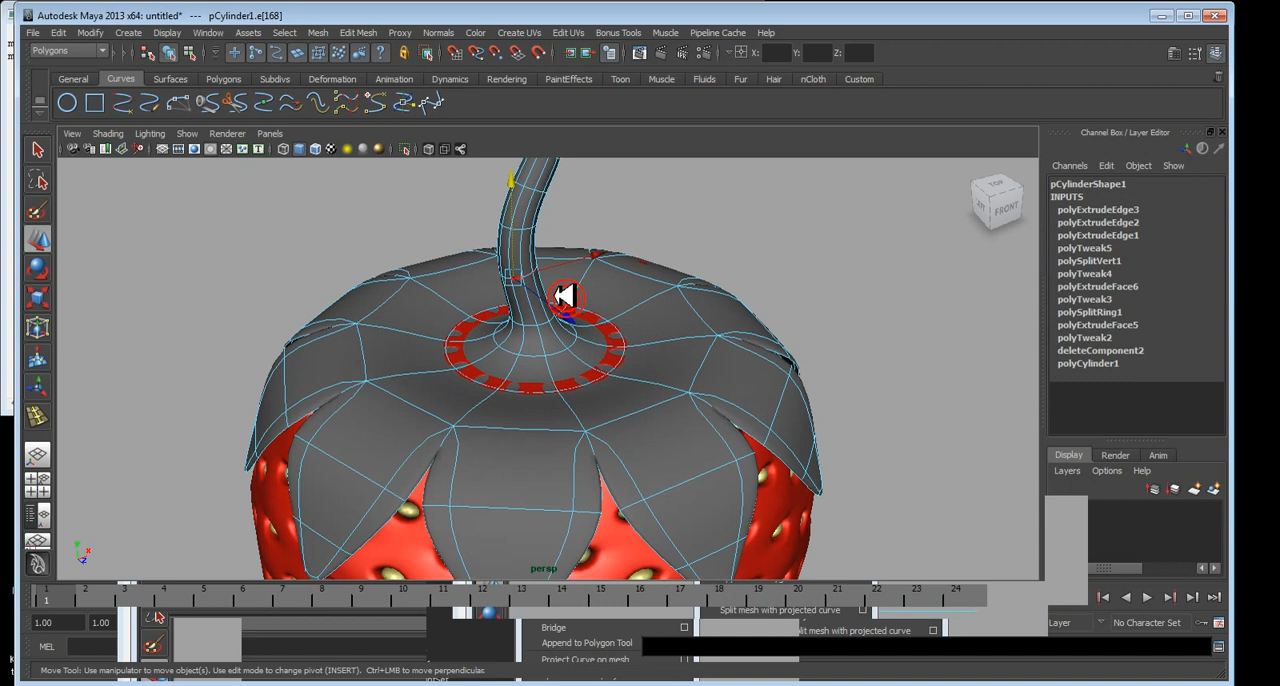 Autodesk Maya 2013 x64: untitled* --- pCylinder1.e[168]
File Edit Modify Create Display Window Assets Select Mesh Edit Mesh Proxy Normals Color Create UVs Edit UVs Bonus Tools Muscle Pipeline Cache Help
Polygons X: Y: Z:
General Curves Surfaces Polygons Subdivs Deformation Animation Dynamics Rendering PaintEffects Toon Muscle Fluids Fur Hair nCloth Custom
View Shading Lighting Show Renderer Panels
Channel Box / Layer Editor
Channels Edit Object Show
pCylinderShape1
INPUTS
polyExtrudeEdge3
polyExtrudeEdge2
polyExtrudeEdge1
polyTweak5
polySplitVert1
polyTweak4
polyExtrudeFace6
polyTweak3
polySplitRing1
polyExtrudeFace5
polyTweak2
deleteComponent2
polyCylinder1
TOP
FRONT
persp
Display Render Anim
Layers Options Help
1 2 3 4 5 6 7 8 9 10 11 12 13 14 15 16 17 18 19 20 21 22 23 24
1
1.00 1.00
Split mesh with projected curve
Layer No Character Set
Bridge
plit mesh with projected curve
MEL
Append to Polygon Tool
Project Curve on mesh
Move Tool: Use manipulator to move object(s). Use edit mode to change pivot (INSERT). Ctrl+LMB to move perpendicular.